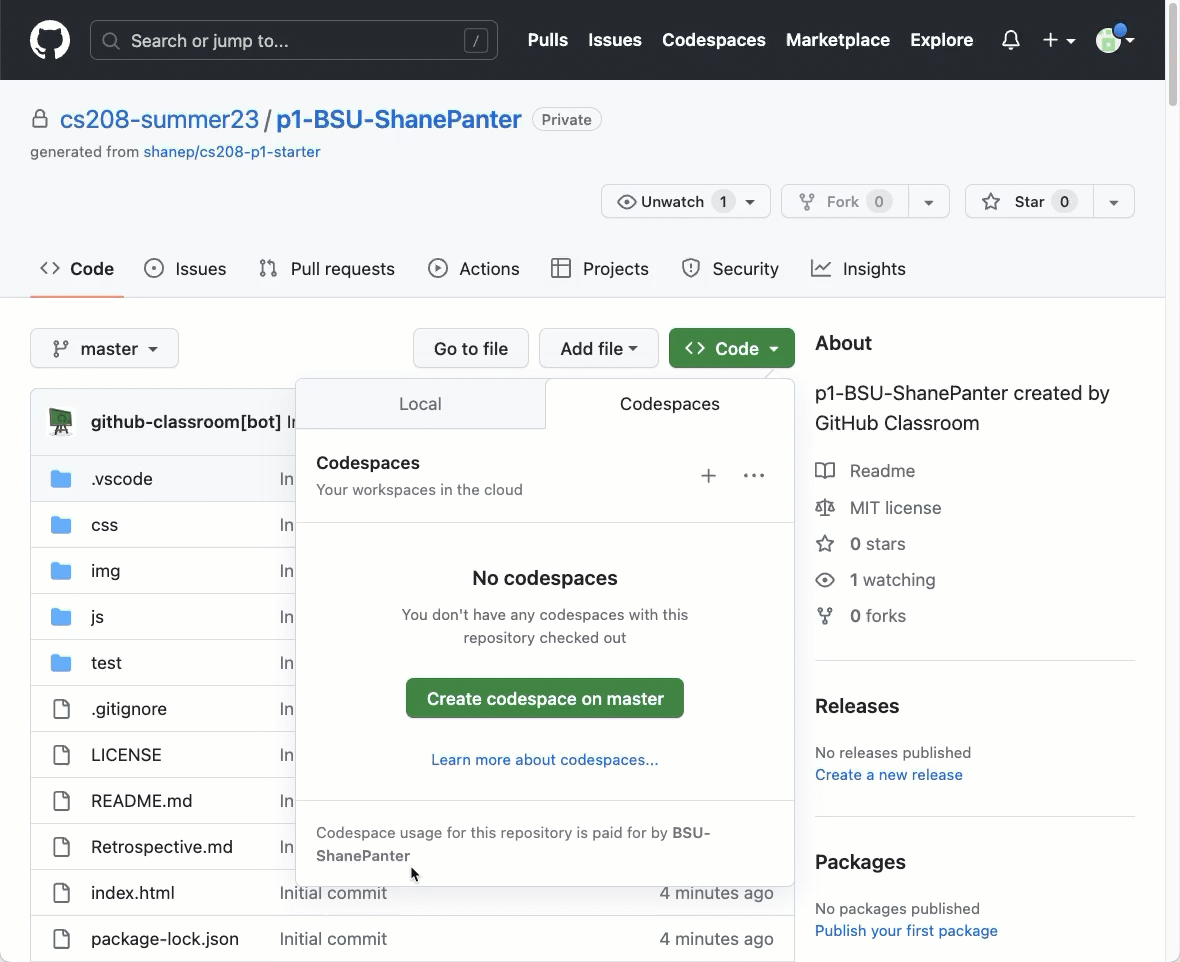 Search or jump to... /
Pulls Issues Codespaces Marketplace Explore
cs208-summer23 / p1-BSU-ShanePanter Private
generated from shanep/cs208-p1-starter
Unwatch 1 Fork 0 Star 0
Code Issues Pull requests Actions Projects Security Insights
master Go to file Add file Code
github-classroom[bot] In
.vscode In
css In
img In
js In
test In
.gitignore In
LICENSE In
README.md In
Retrospective.md In
index.html Initial commit 4 minutes ago
package-lock.json Initial commit 4 minutes ago
Local Codespaces
Codespaces
Your workspaces in the cloud
No codespaces
You don't have any codespaces with this
repository checked out
Create codespace on master
Learn more about codespaces...
Codespace usage for this repository is paid for by BSU-
ShanePanter
About
p1-BSU-ShanePanter created by
GitHub Classroom
Readme
MIT license
0 stars
1 watching
0 forks
Releases
No releases published
Create a new release
Packages
No packages published
Publish your first package